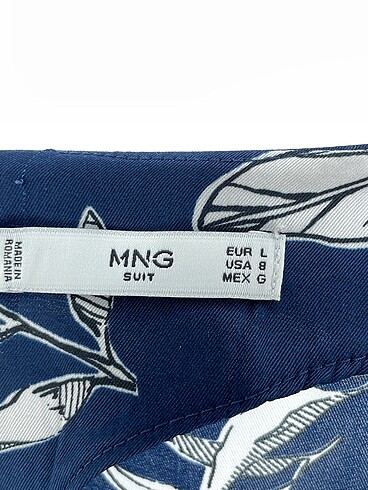 MADE IN
ROMANIA
MNG
SUIT
EUR L
USA 8
MEX G